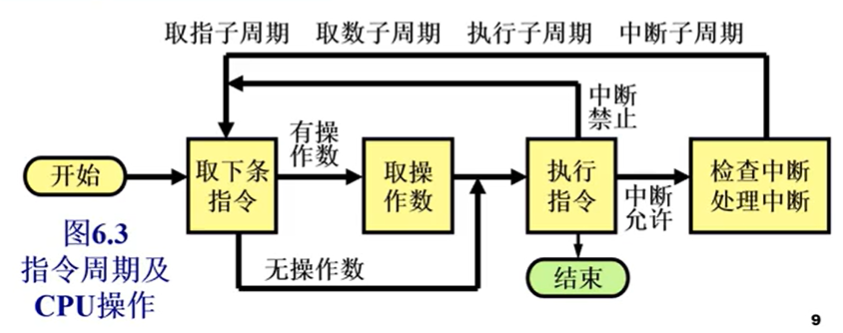 取指子周期 取数子周期 执行子周期 中断子周期
中断
禁止
有操
作数
开始
取下条
指令
取操
作数
执行
指令
中断
允许
检查中断
处理中断
无操作数
结束
图6.3
指令周期及
CPU操作
9